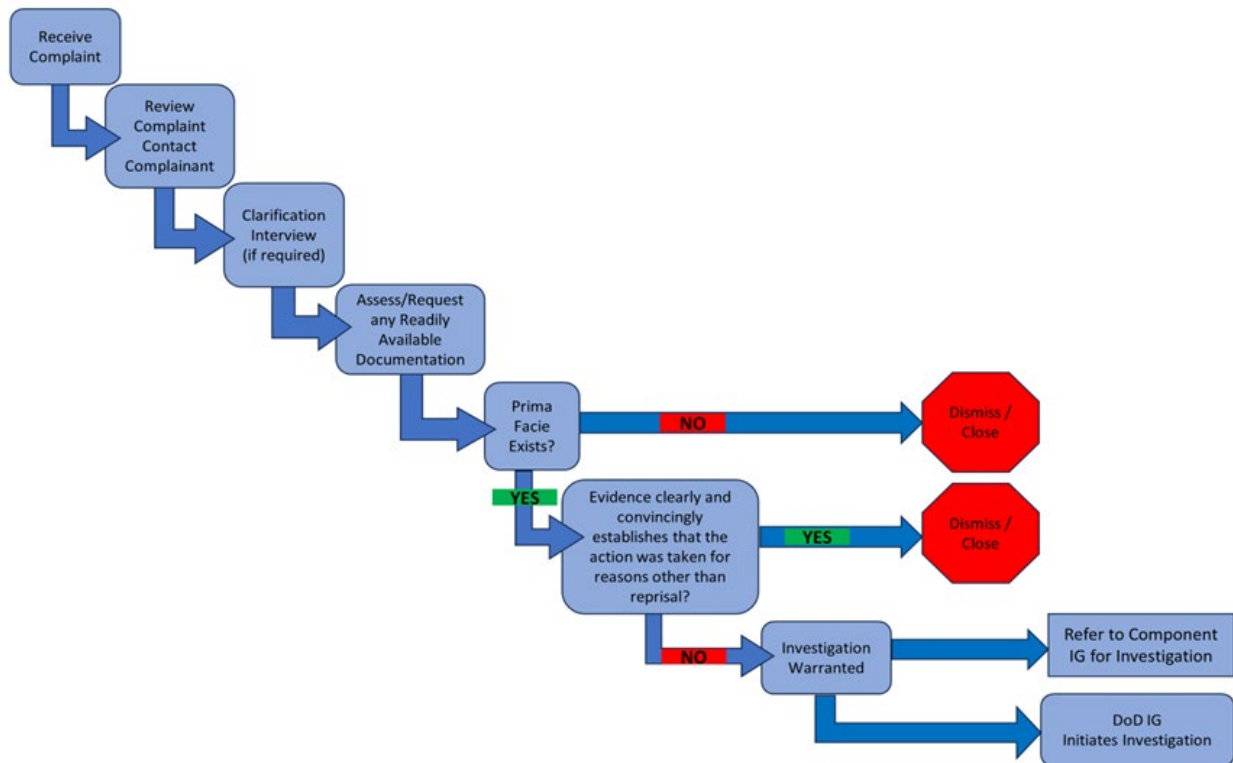 Receive
Complaint
Review
Complaint
Contact
Complainant
Clarification
Interview
(if required)
Assess/Request
any Readily
Available
Documentation
Prima
Facie
Exists?
NO
Dismiss /
Close
YES
Evidence clearly and
convincingly
establishes that the
action was taken for
reasons other than
reprisal?
YES
Dismiss /
Close
NO
Investigation
Warranted
Refer to Component
IG for Investigation
DoD IG
Initiates Investigation